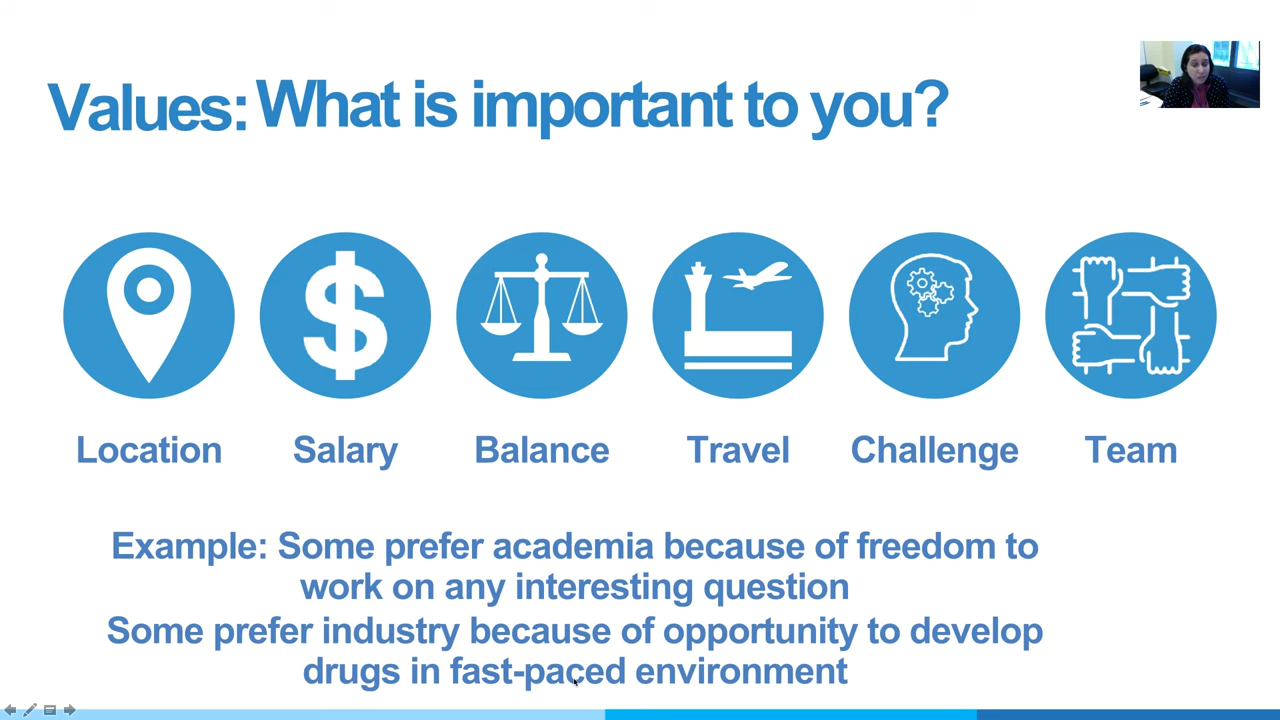 Values: What is important to you?
Location Salary Balance Travel Challenge Team
Example: Some prefer academia because of freedom to
work on any interesting question
Some prefer industry because of opportunity to develop
drugs in fast-paced environment